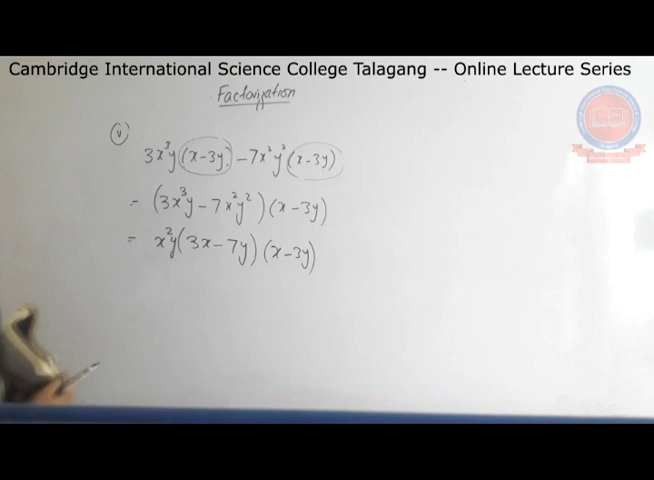 Cambridge International Science College Talagang -- Online Lecture Series
Factorization
(v)
3x³y(x-3y)-7x²y²(x-3y)
= (3x³y-7x²y²)(x-3y)
= x²y(3x-7y)(x-3y)